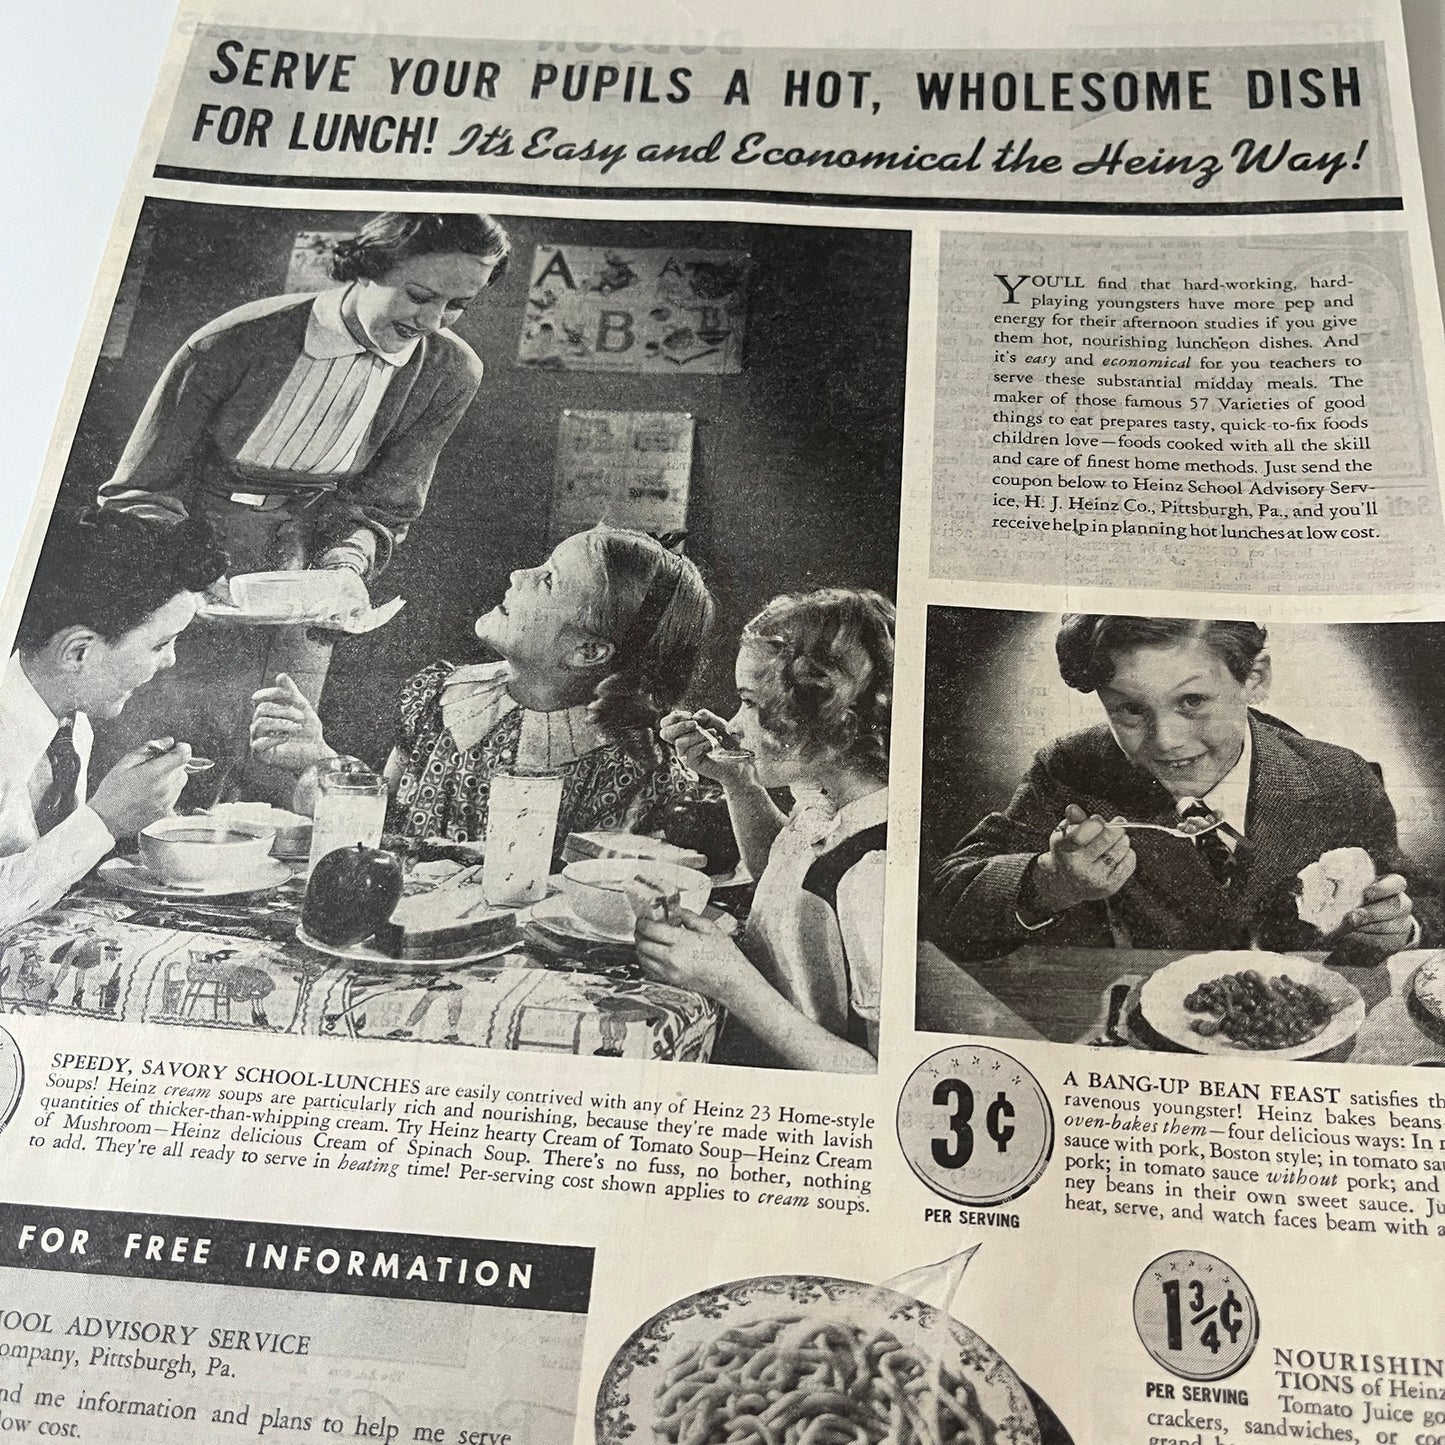 SERVE YOUR PUPILS A HOT, WHOLESOME DISH
FOR LUNCH! It's Easy and Economical the Heinz Way!
A A
B
YOU'LL find that hard-working, hard-
playing youngsters have more pep and
energy for their afternoon studies if you give
them hot, nourishing luncheon dishes. And
it's easy and economical for you teachers to
serve these substantial midday meals. The
maker of those famous 57 Varieties of good
things to eat prepares tasty, quick-to-fix foods
children love—foods cooked with all the skill
and care of finest home methods. Just send the
coupon below to Heinz School Advisory Serv-
ice, H. J. Heinz Co., Pittsburgh, Pa., and you'll
receive help in planning hot lunches at low cost.
SPEEDY, SAVORY SCHOOL-LUNCHES are easily contrived with any of Heinz 23 Home-style
Soups! Heinz cream soups are particularly rich and nourishing, because they're made with lavish
quantities of thicker-than-whipping cream. Try Heinz hearty Cream of Tomato Soup—Heinz Cream
of Mushroom—Heinz delicious Cream of Spinach Soup. There's no fuss, no bother, nothing
to add. They're all ready to serve in heating time! Per-serving cost shown applies to cream soups.
3¢
PER SERVING
A BANG-UP BEAN FEAST satisfies th
ravenous youngster! Heinz bakes beans
oven-bakes them—four delicious ways: In
sauce with pork, Boston style; in tomato sau
pork; in tomato sauce without pork; and
ney beans in their own sweet sauce. Ju
heat, serve, and watch faces beam with a
FOR FREE INFORMATION
OOL ADVISORY SERVICE
ompany, Pittsburgh, Pa.
nd me information and plans to help me serve
low cost.
1¾¢
PER SERVING
NOURISHIN
TIONS of Heinz
Tomato Juice go
crackers, sandwiches, or coo